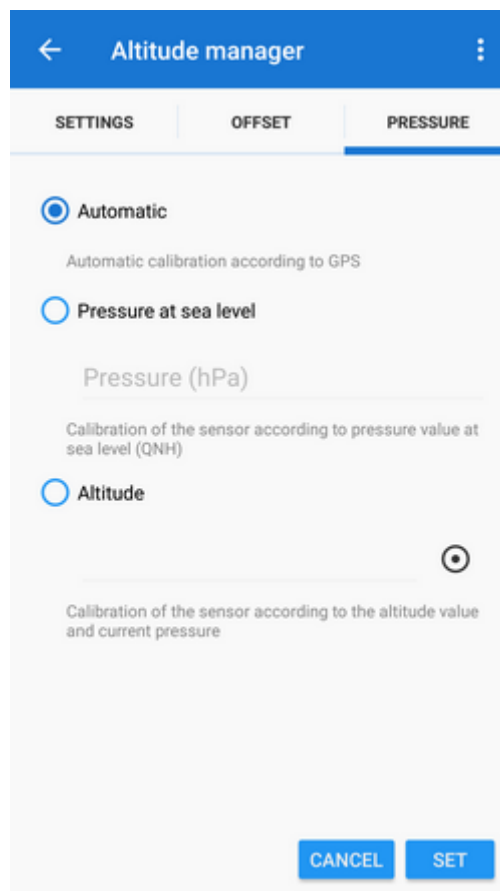 Altitude manager
SETTINGS OFFSET PRESSURE
Automatic
Automatic calibration according to GPS
Pressure at sea level
Pressure (hPa)
Calibration of the sensor according to pressure value at
sea level (QNH)
Altitude
Calibration of the sensor according to the altitude value
and current pressure
CANCEL SET